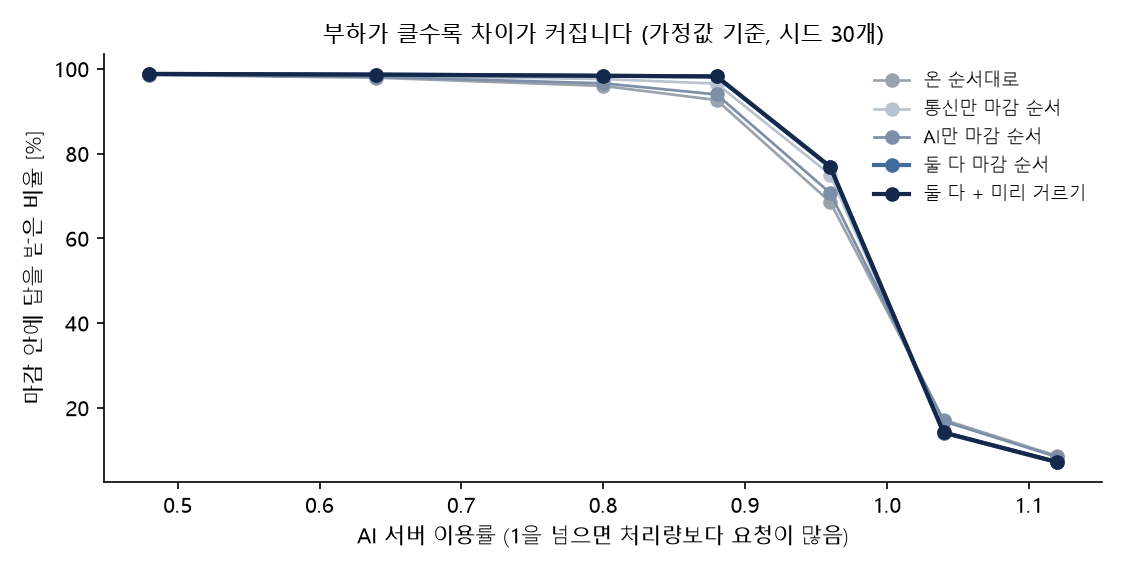 부하가 클수록 차이가 커집니다 (가정값 기준, 시드 30개)
마감 안에 답을 받은 비율 [%]
100
80
60
40
20
온 순서대로
통신만 마감 순서
AI만 마감 순서
둘 다 마감 순서
둘 다 + 미리 거르기
0.5 0.6 0.7 0.8 0.9 1.0 1.1
AI 서버 이용률 (1을 넘으면 처리량보다 요청이 많음)